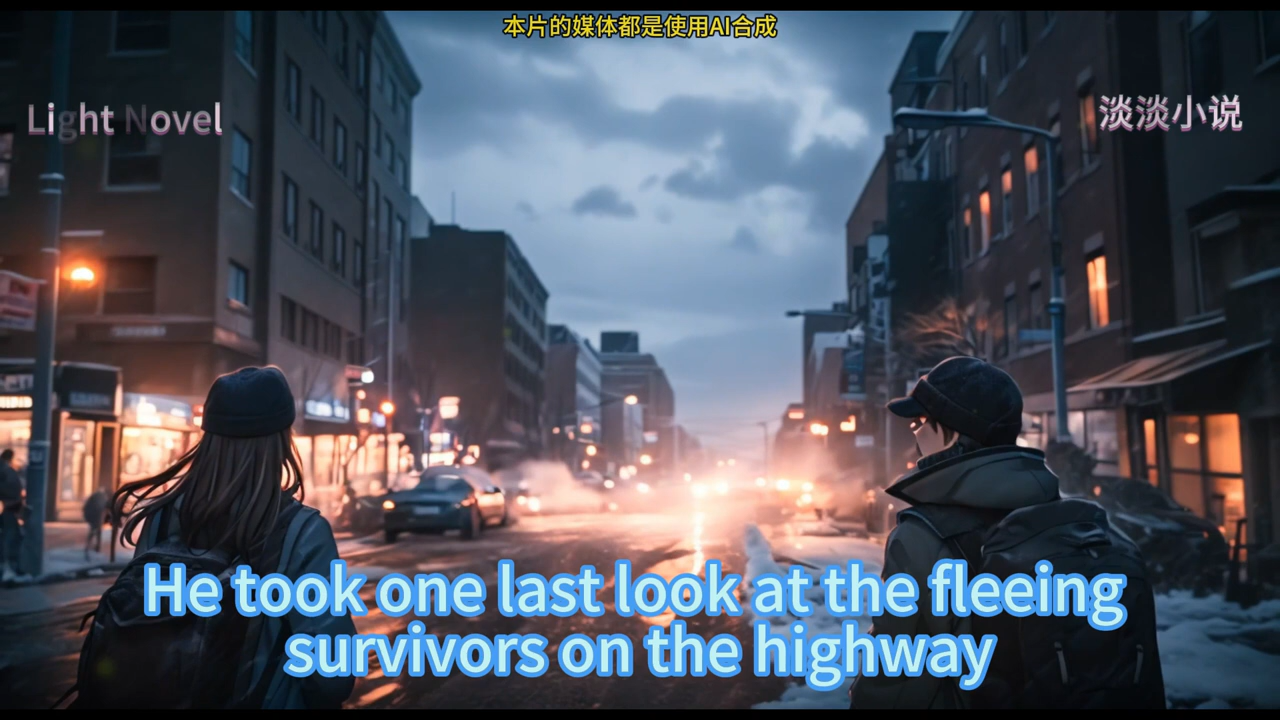 本片的媒体都是使用AI合成
Light Novel
淡淡小说
He took one last look at the fleeing
survivors on the highway